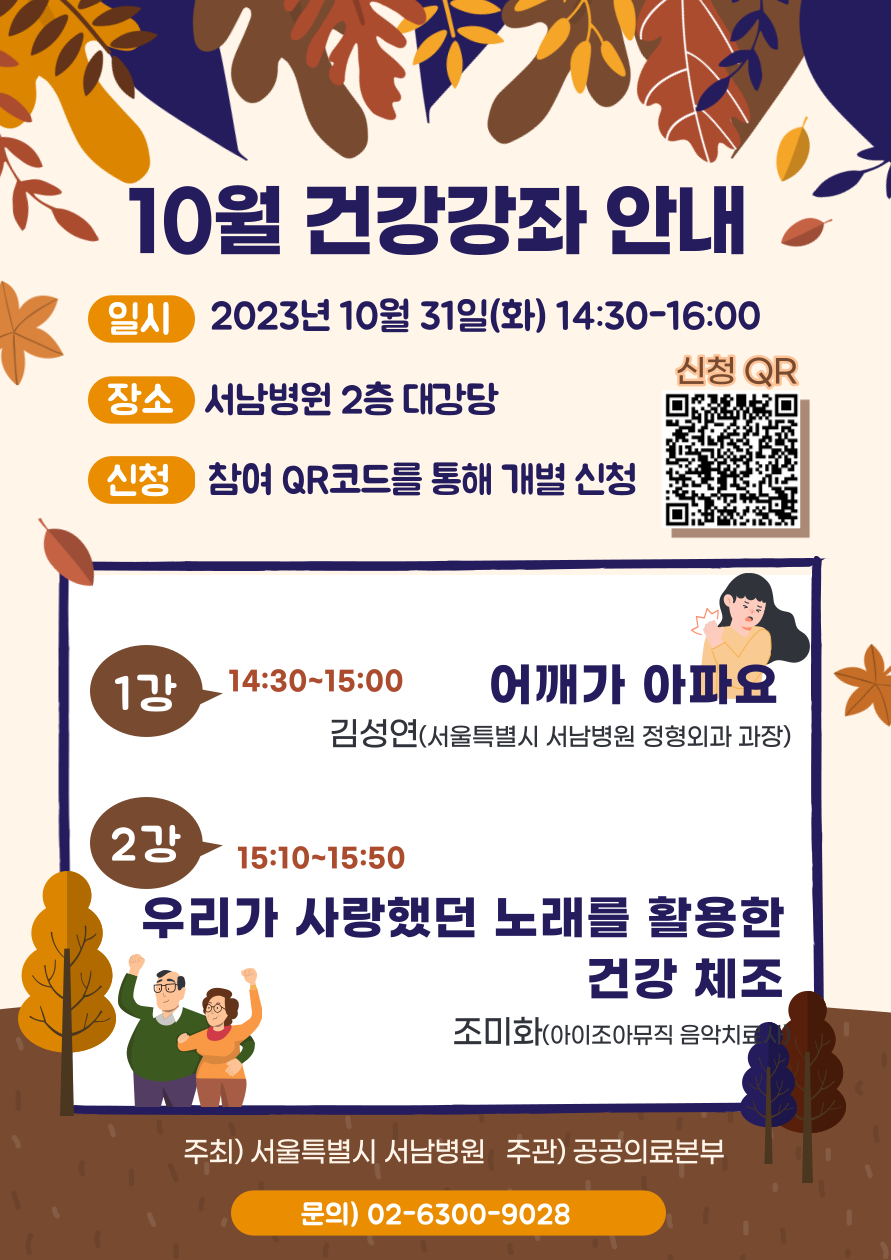 10월 건강강좌 안내
일시 2023년 10월 31일(화) 14:30-16:00
신청 QR
장소 서남병원 2층 대강당
신청 참여 QR코드를 통해 개별 신청
1강 14:30~15:00 어깨가 아파요
김성연(서울특별시 서남병원 정형외과 과장)
2강 15:10~15:50
우리가 사랑했던 노래를 활용한
건강 체조
조미화(아이조아뮤직 음악치료사)
주최) 서울특별시 서남병원 주관) 공공의료본부
문의) 02-6300-9028